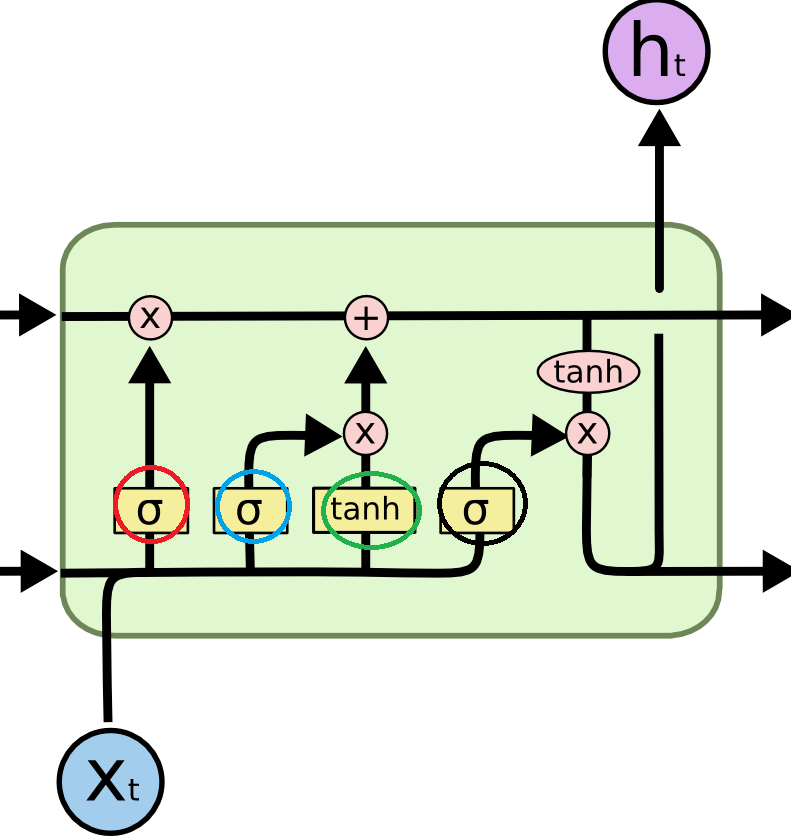 ht
x +
tanh
x x
σ σ tanh σ
Xt